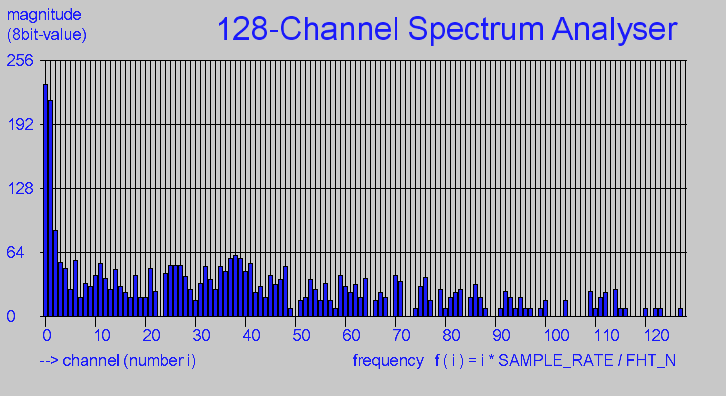 magnitude
(8bit-value)
128-Channel Spectrum Analyser
256
192
128
64
0
0 10 20 30 40 50 60 70 80 90 100 110 120
--> channel (number i)
frequency f ( i ) = i * SAMPLE_RATE / FHT_N